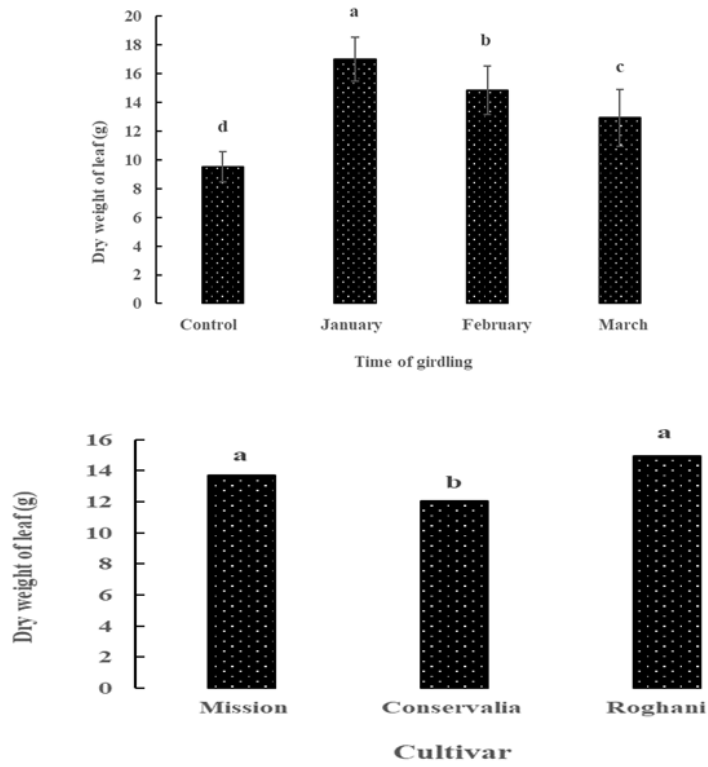 20
18
16
14
12
10
8
6
4
2
0
Dry weight of leaf (g)
d
a
b
c
Control January February March
Time of girdling
16
14
12
10
8
6
4
2
0
Dry weight of leaf (g)
a
b
a
Mission Conservalia Roghani
Cultivar